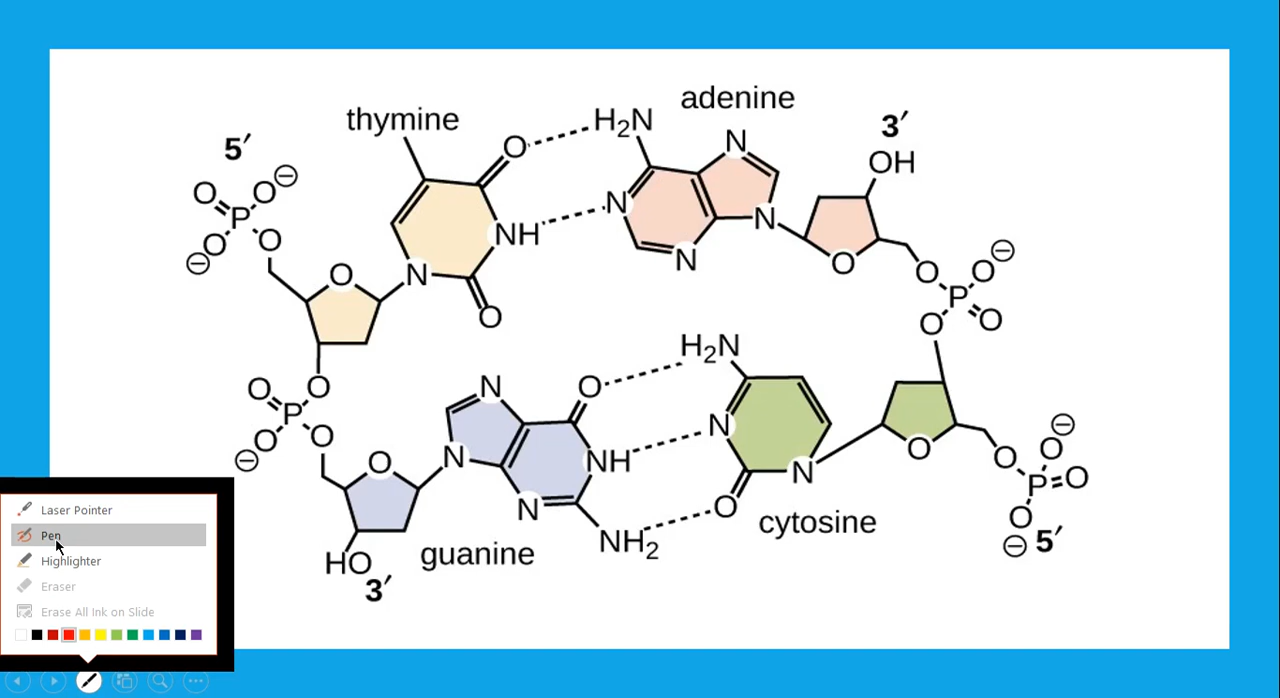 adenine
thymine
H₂N
3′
5′
O
N
OH
O
O
⊖
N
P
NH
N
O
O
N
O
⊖
O
⊖
O
N
O
P
O
O
O
H₂N
O
O
N
O
P
N
⊖
O
O
O
NH
O
⊖
O
N
N
O
P
O
Laser Pointer
N
O
O
cytosine
Pen
NH₂
⊖
5′
guanine
HO
Highlighter
3′
Eraser
Erase All Ink on Slide